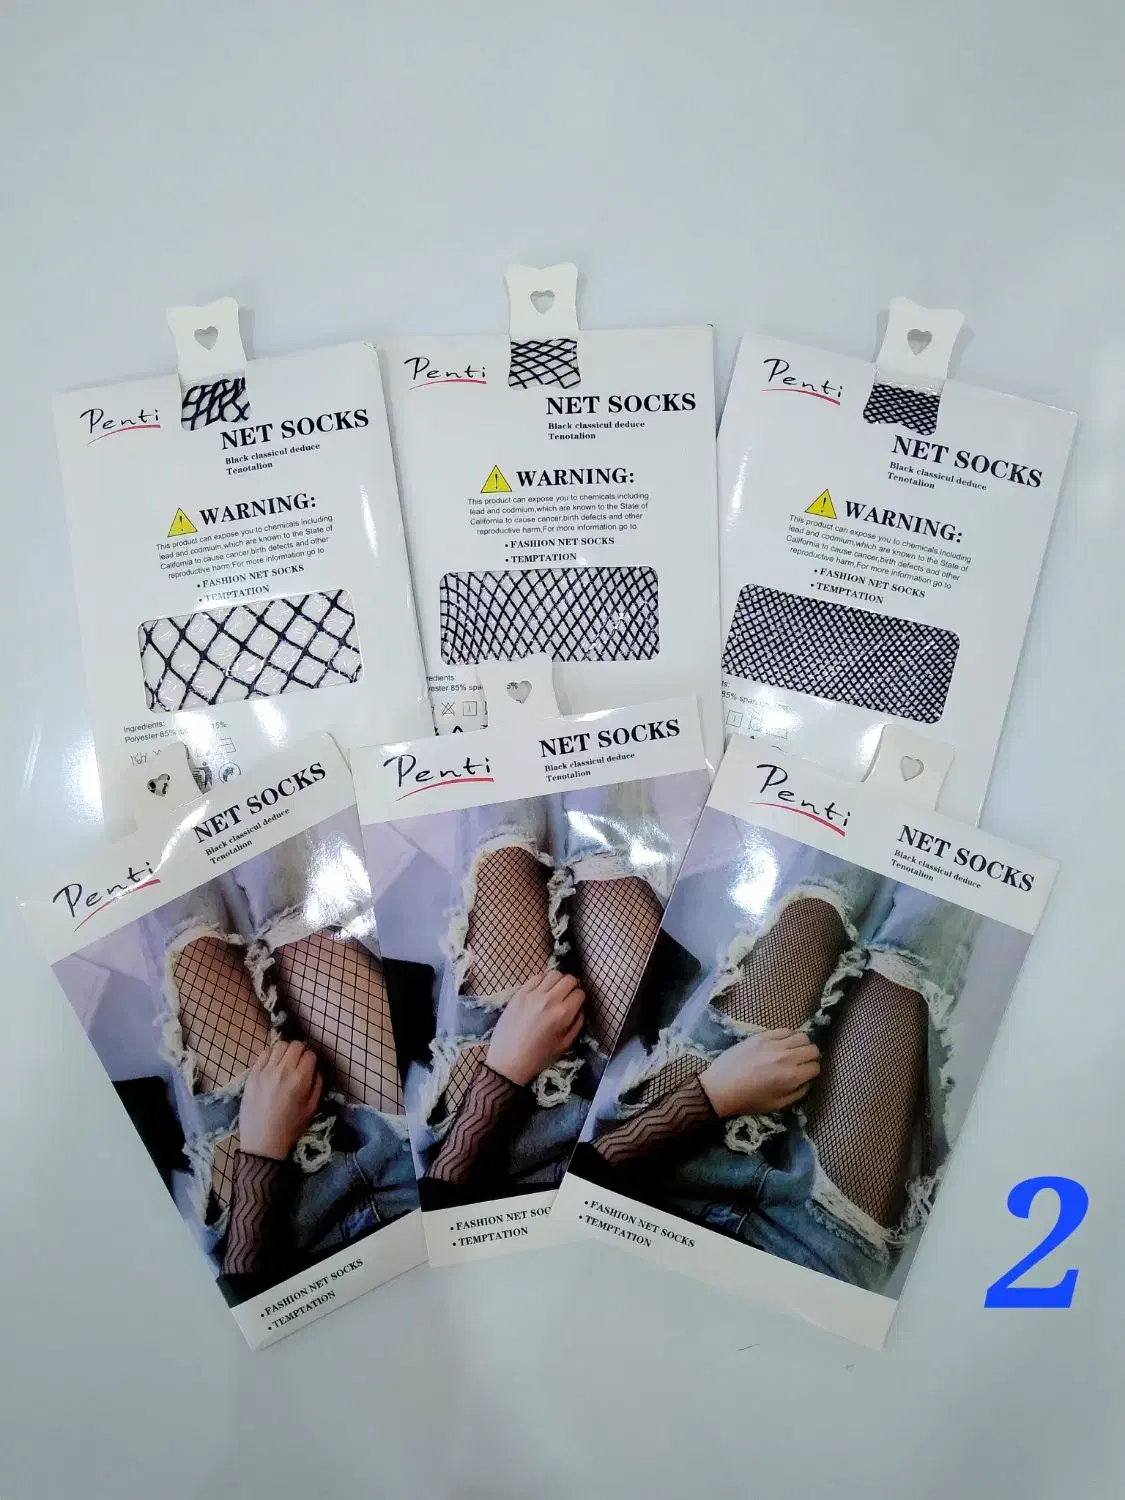 Penti
NET SOCKS
Black classicul deduce
Tenotalion
WARNING:
This product can expose you to chemicals,including
lead and codmium,which are known to the State of
California to cause cancer,birth defects and other
reproductive harm,For more information go to
• FASHION NET SOCKS
• TEMPTATION
Ingredients:
Polyester 85% 15%
Penti
NET SOCKS
Black classicul deduce
Tenotalion
WARNING:
This product can expose you to chemicals,including
lead and codmium,which are known to the State of
California to cause cancer,birth defects and other
reproductive harm,For more information go to
• FASHION NET SOCKS
• TEMPTATION
85%
Penti
NET SOCKS
Black classicul deduce
Tenotalion
WARNING:
This product can expose you to chemicals,including
lead and codmium,which are known to the State of
California to cause cancer,birth defects and other
reproductive harm,For more information go to
• FASHION NET SOCKS
• TEMPTATION
85%
Penti
NET SOCKS
Black classicul deduce
Tenotalion
• FASHION NET SOCKS
• TEMPTATION
Penti
NET SOCKS
Black classicul deduce
Tenotalion
• FASHION NET SOC
• TEMPTATION
Penti
NET SOCKS
Black classicul deduce
Tenotalion
• FASHION NET SOCKS
• TEMPTATION
2